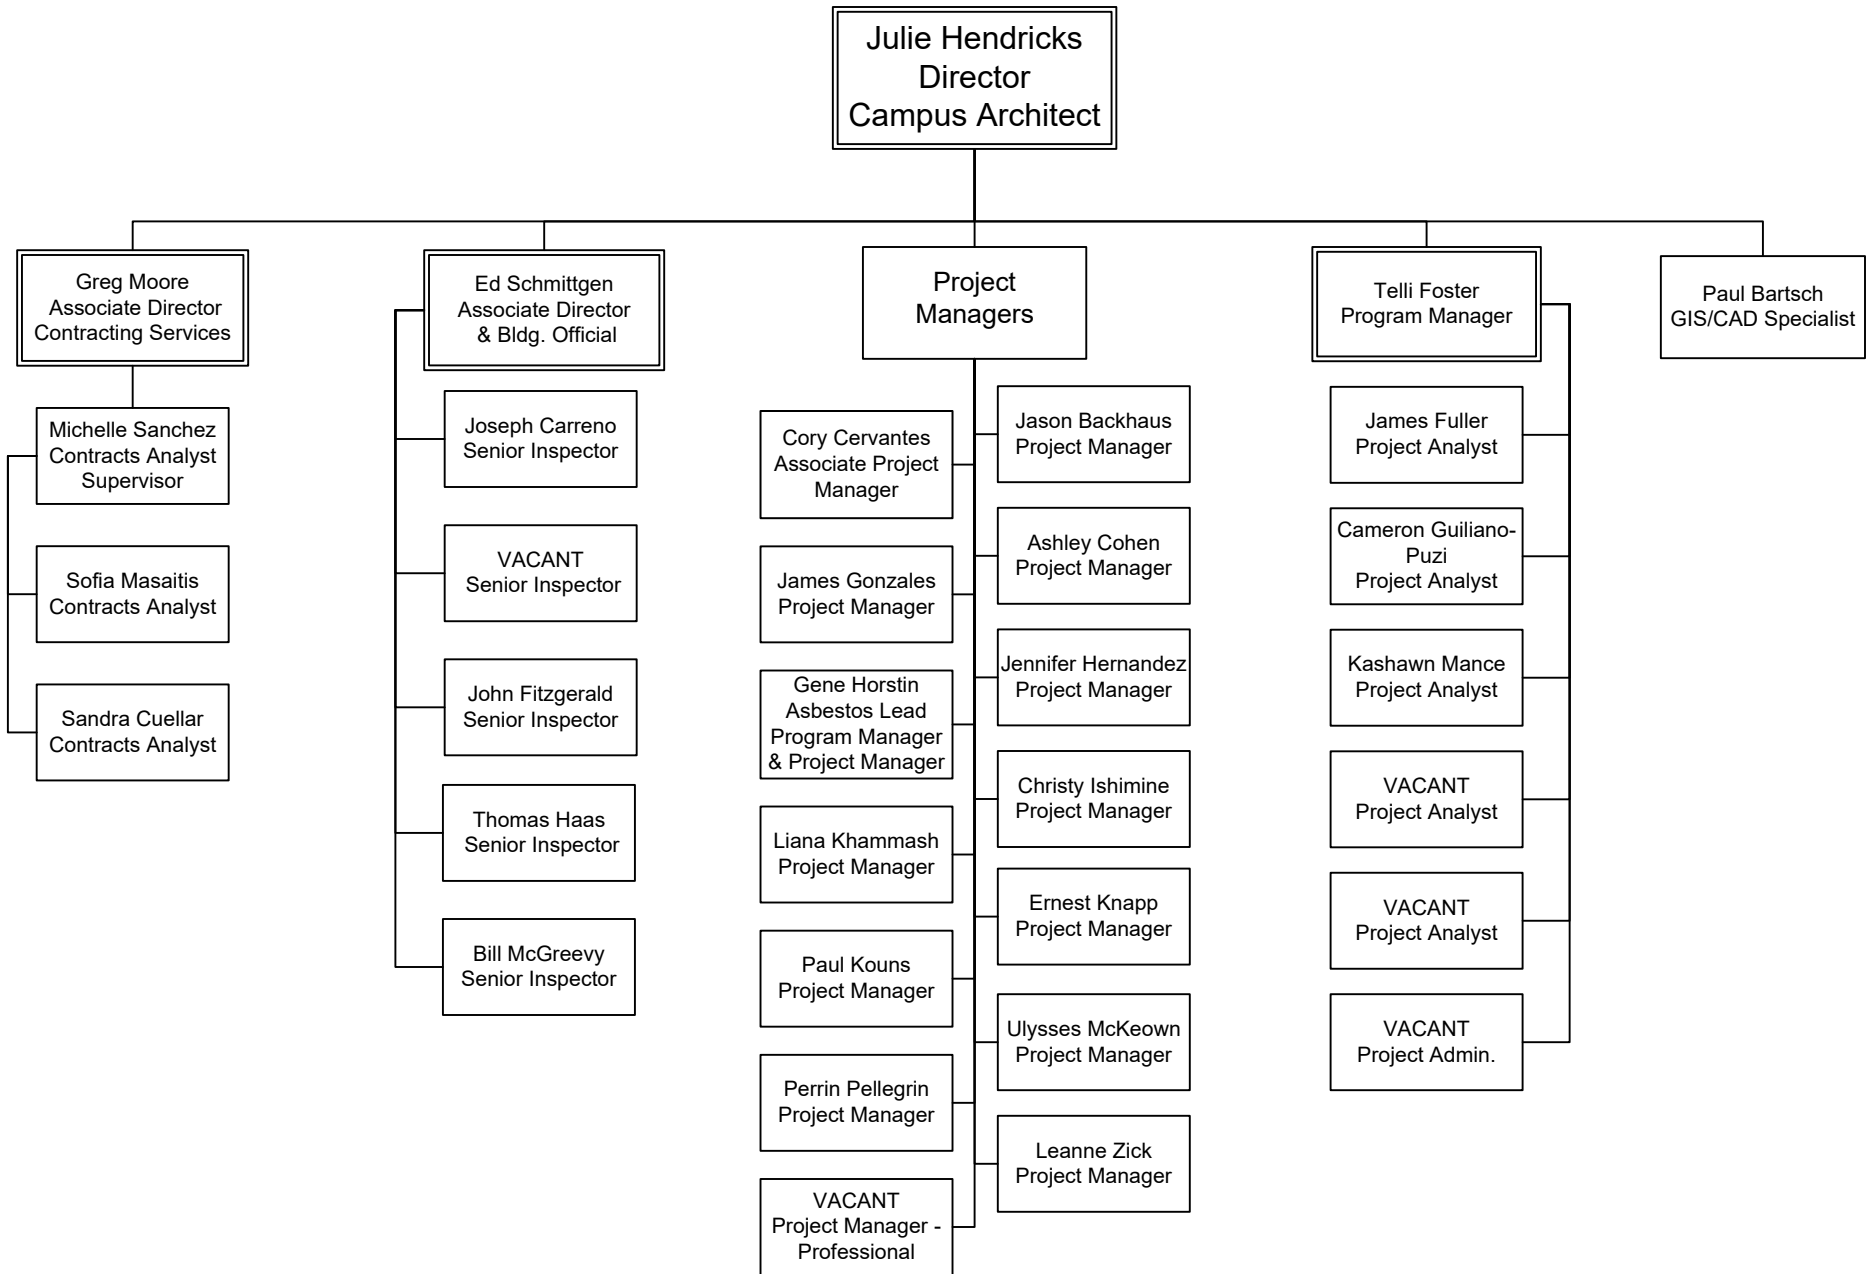 Julie Hendricks
Director
Campus Architect
Greg Moore
Associate Director
Contracting Services
Michelle Sanchez
Contracts Analyst
Supervisor
Sofia Masaitis
Contracts Analyst
Sandra Cuellar
Contracts Analyst
Ed Schmittgen
Associate Director
& Bldg. Official
Joseph Carreno
Senior Inspector
VACANT
Senior Inspector
John Fitzgerald
Senior Inspector
Thomas Haas
Senior Inspector
Bill McGreevy
Senior Inspector
Project
Managers
Cory Cervantes
Associate Project
Manager
James Gonzales
Project Manager
Gene Horstin
Asbestos Lead
Program Manager
& Project Manager
Liana Khammash
Project Manager
Paul Kouns
Project Manager
Perrin Pellegrin
Project Manager
VACANT
Project Manager -
Professional
Jason Backhaus
Project Manager
Ashley Cohen
Project Manager
Jennifer Hernandez
Project Manager
Christy Ishimine
Project Manager
Ernest Knapp
Project Manager
Ulysses McKeown
Project Manager
Leanne Zick
Project Manager
Telli Foster
Program Manager
James Fuller
Project Analyst
Cameron Guiliano-
Puzi
Project Analyst
Kashawn Mance
Project Analyst
VACANT
Project Analyst
VACANT
Project Analyst
VACANT
Project Admin.
Paul Bartsch
GIS/CAD Specialist